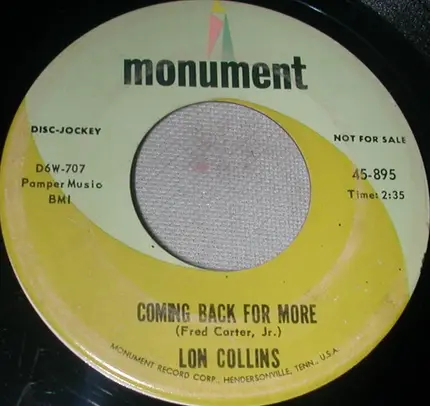 monument
DISC-JOCKEY
NOT FOR SALE
D6W-707
Pamper Music
BMI
45-895
Time: 2:35
COMING BACK FOR MORE
(Fred Carter, Jr.)
LON COLLINS
MONUMENT RECORD CORP., HENDERSONVILLE, TENN., U.S.A.